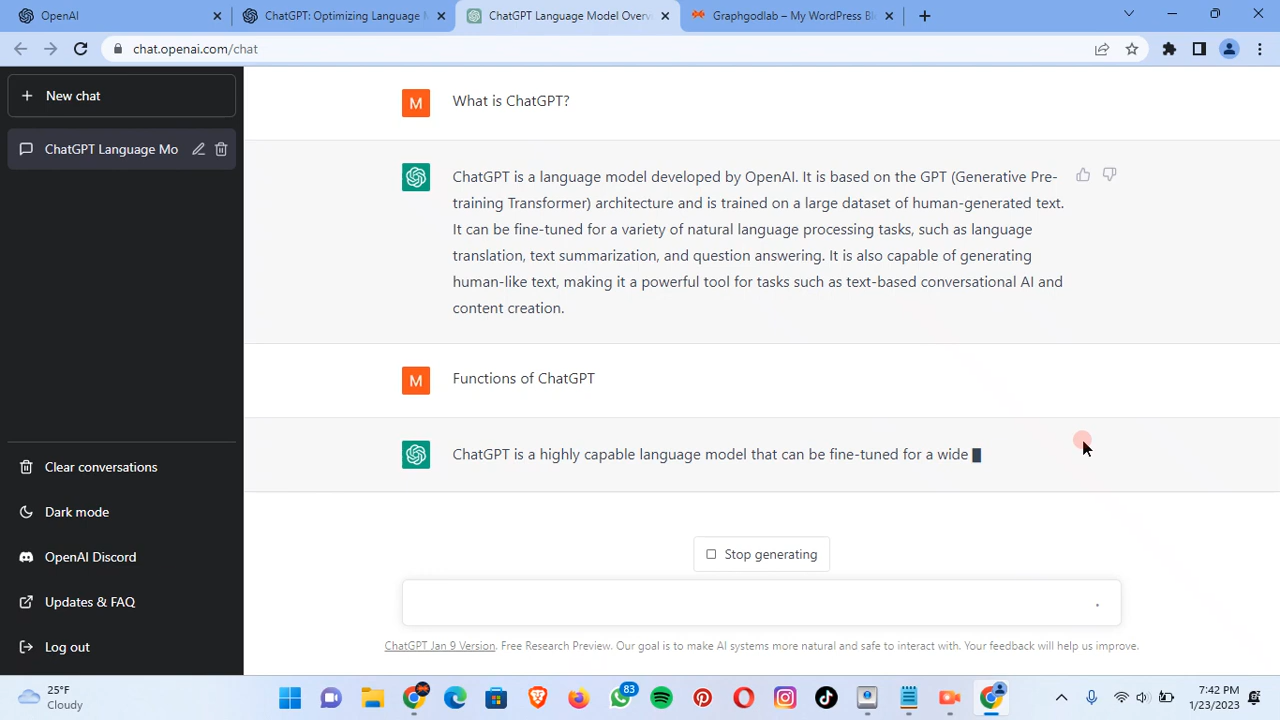 OpenAI
ChatGPT: Optimizing Language M
ChatGPT Language Model Overv
Graphgodlab – My WordPress Bl
chat.openai.com/chat
New chat
ChatGPT Language Mo
Clear conversations
Dark mode
OpenAI Discord
Updates & FAQ
Log out
M
What is ChatGPT?
ChatGPT is a language model developed by OpenAI. It is based on the GPT (Generative Pre-
training Transformer) architecture and is trained on a large dataset of human-generated text.
It can be fine-tuned for a variety of natural language processing tasks, such as language
translation, text summarization, and question answering. It is also capable of generating
human-like text, making it a powerful tool for tasks such as text-based conversational AI and
content creation.
M
Functions of ChatGPT
ChatGPT is a highly capable language model that can be fine-tuned for a wide
Stop generating
ChatGPT Jan 9 Version. Free Research Preview. Our goal is to make AI systems more natural and safe to interact with. Your feedback will help us improve.
25°F
Cloudy
83
7:42 PM
1/23/2023